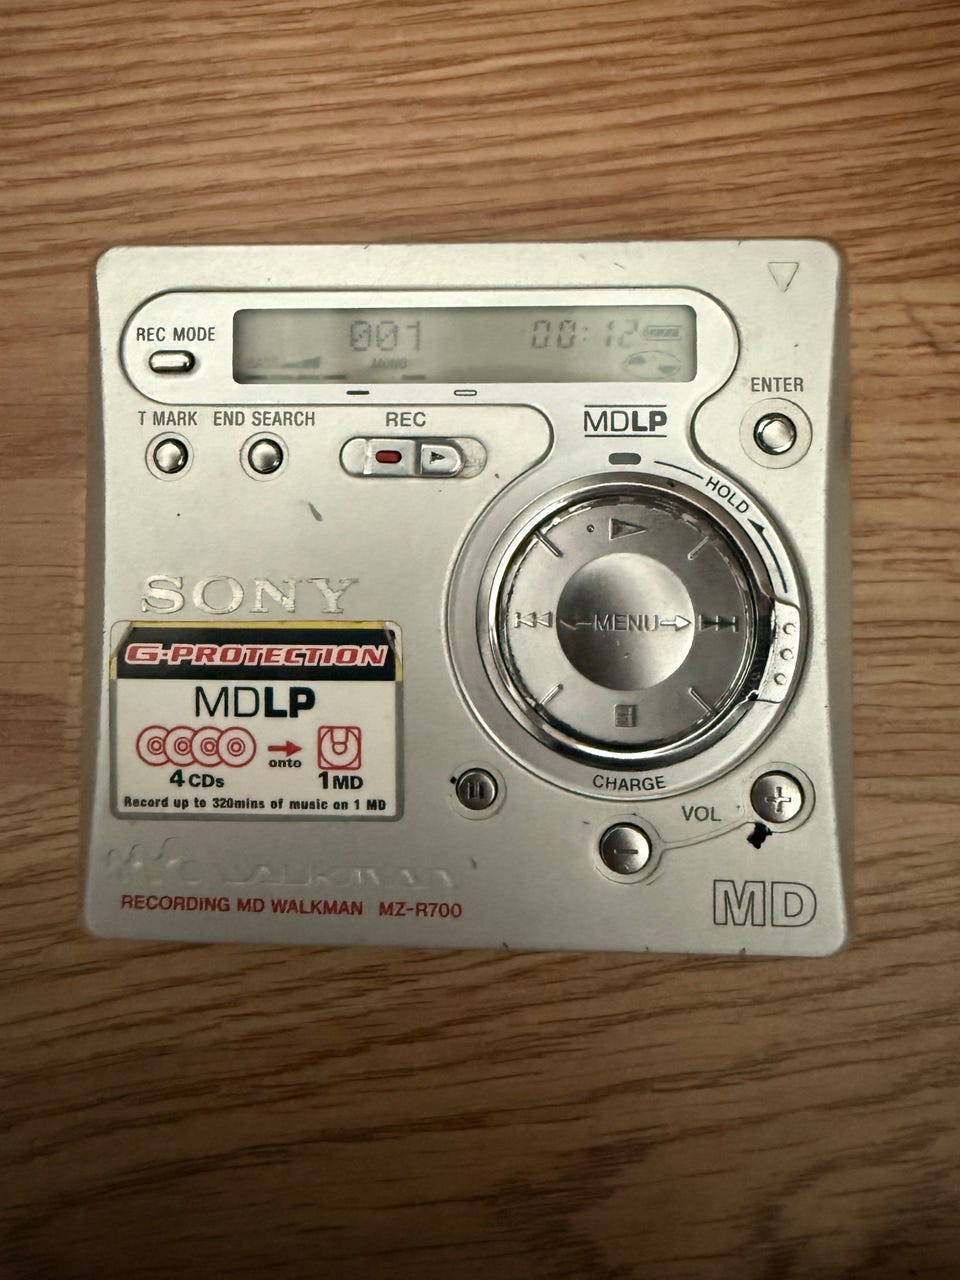 REC MODE
001 00:12
MONO
ENTER
T MARK END SEARCH REC
MDLP
HOLD
SONY
MENU
G-PROTECTION
MDLP
onto
4 CDs 1 MD
Record up to 320mins of music on 1 MD
CHARGE
VOL
WALKMAN
MD
RECORDING MD WALKMAN MZ-R700